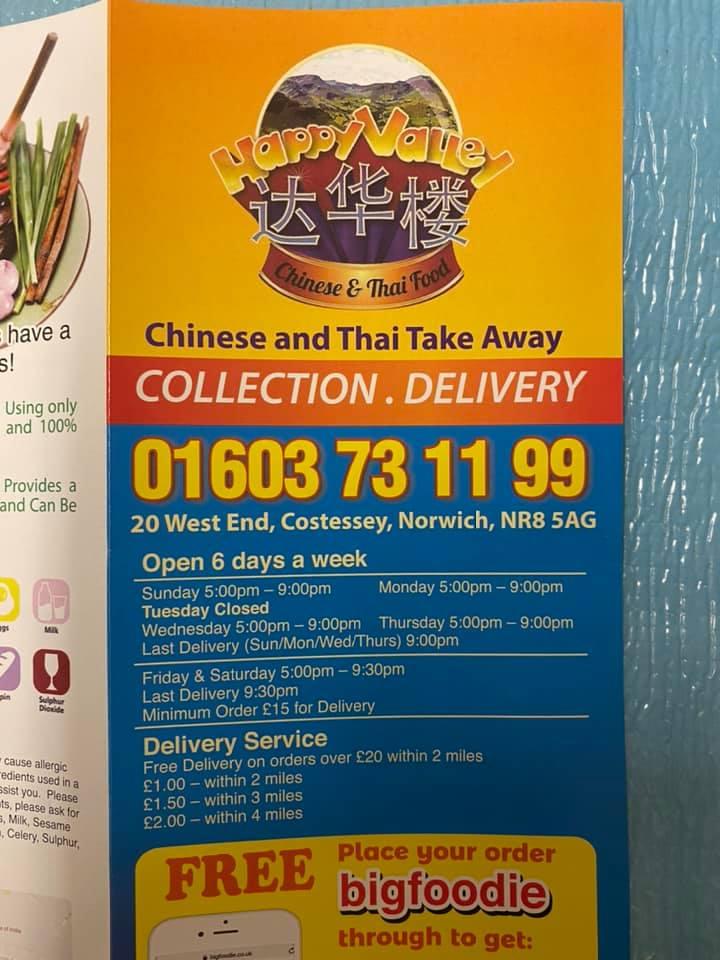 have a
s!
Using only
and 100%
Provides a
and Can Be
Milk
Sulphur
Dioxide
cause allergic
redients used in a
ssist you. Please
ts, please ask for
s, Milk, Sesame
, Celery, Sulphur,
Happy Valley
达华楼
Chinese & Thai Food
Chinese and Thai Take Away
COLLECTION . DELIVERY
01603 73 11 99
20 West End, Costessey, Norwich, NR8 5AG
Open 6 days a week
Sunday 5:00pm – 9:00pm Monday 5:00pm – 9:00pm
Tuesday Closed
Wednesday 5:00pm – 9:00pm Thursday 5:00pm – 9:00pm
Last Delivery (Sun/Mon/Wed/Thurs) 9:00pm
Friday & Saturday 5:00pm – 9:30pm
Last Delivery 9:30pm
Minimum Order £15 for Delivery
Delivery Service
Free Delivery on orders over £20 within 2 miles
£1.00 – within 2 miles
£1.50 – within 3 miles
£2.00 – within 4 miles
FREE
Place your order
bigfoodie
through to get:
bigfoodie.co.uk